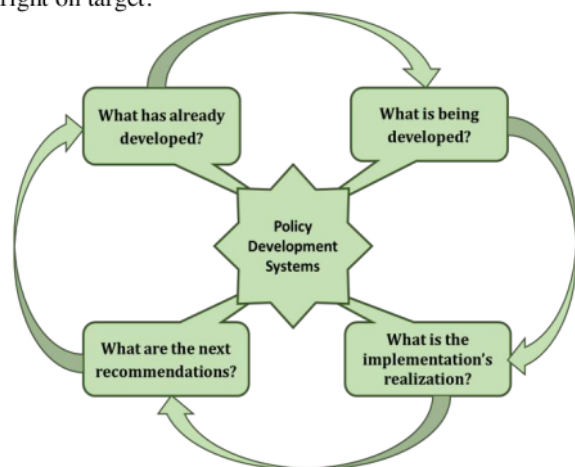 right on target.
What has already
developed?
What is being
developed?
Policy
Development
Systems
What are the next
recommendations?
What is the
implementation's
realization?